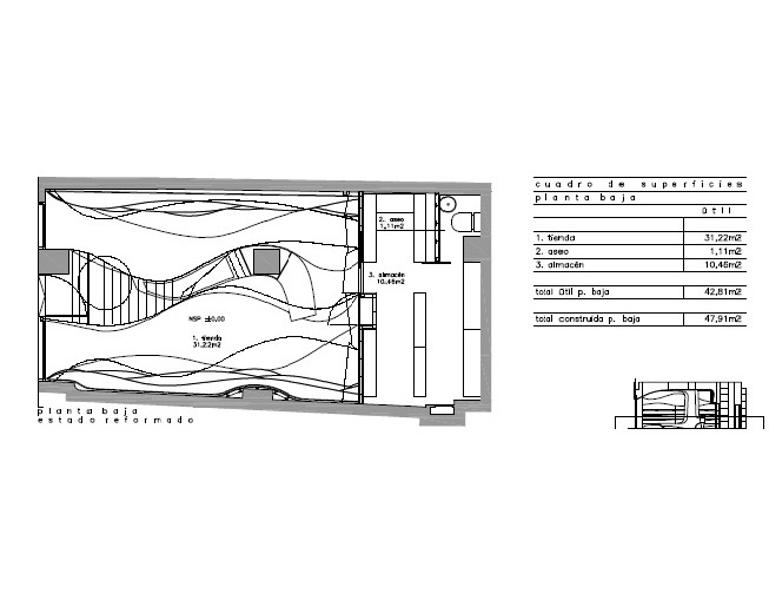 2. aseo
1,11m2
3. almacén
10,48m2
NSP ±0,00
1. tienda
31,22m2
planta baja
estado reformado
cuadro de superficies
planta baja
útil
1. tienda 31,22m2
2. aseo 1,11m2
3. almacén 10,48m2
total útil p. baja 42,81m2
total construida p. baja 47,91m2